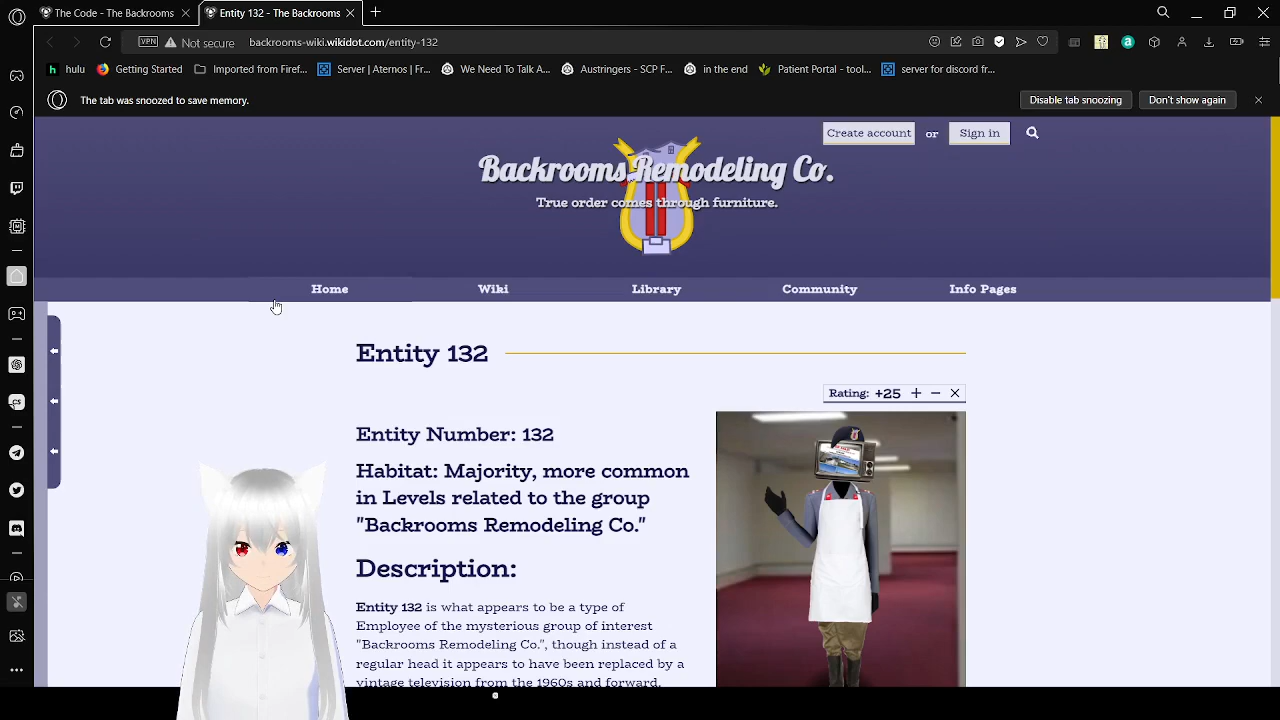 The Code - The Backrooms
Entity 132 - The Backrooms
VPN
Not secure
backrooms-wiki.wikidot.com/entity-132
hulu
Getting Started
Imported from Firef...
Server | Aternos | Fr...
We Need To Talk A...
Austringers - SCP F...
in the end
Patient Portal - tool...
server for discord fr...
The tab was snoozed to save memory.
Disable tab snoozing
Don't show again
Create account or Sign in
Backrooms Remodeling Co.
True order comes through furniture.
Home
Wiki
Library
Community
Info Pages
Entity 132
Rating: +25 + − ×
Entity Number: 132
Habitat: Majority, more common
in Levels related to the group
"Backrooms Remodeling Co."
Description:
Entity 132 is what appears to be a type of
Employee of the mysterious group of interest
"Backrooms Remodeling Co.", though instead of a
regular head it appears to have been replaced by a
vintage television from the 1960s and forward.